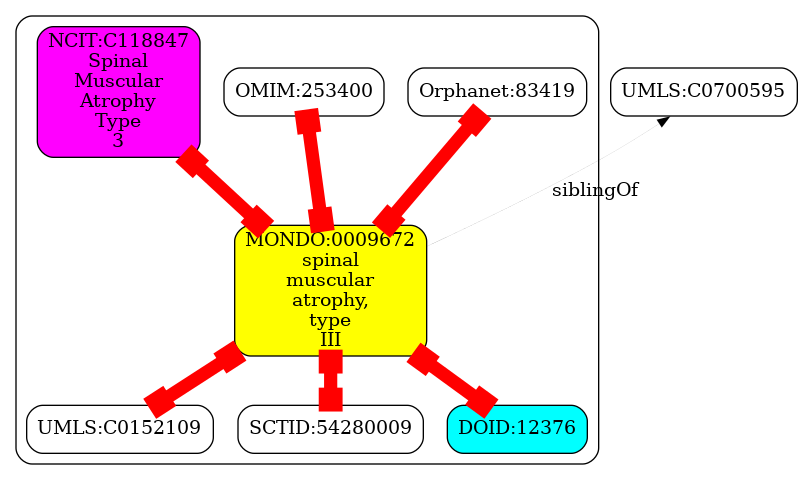 NCIT:C118847
Spinal
Muscular
Atrophy
Type
3
OMIM:253400
Orphanet:83419
UMLS:C0700595
siblingOf
MONDO:0009672
spinal
muscular
atrophy,
type
III
UMLS:C0152109
SCTID:54280009
DOID:12376